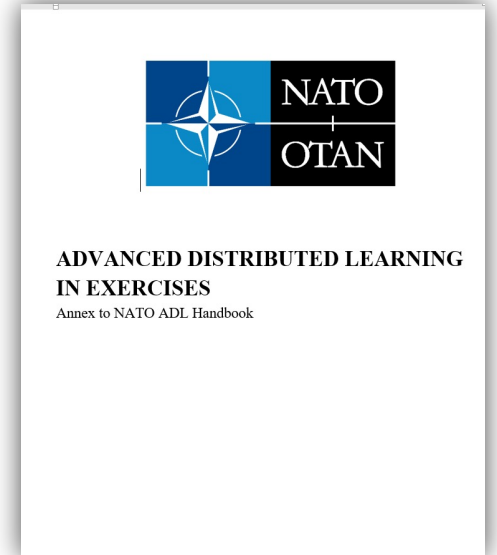 NATO
OTAN
ADVANCED DISTRIBUTED LEARNING
IN EXERCISES
Annex to NATO ADL Handbook